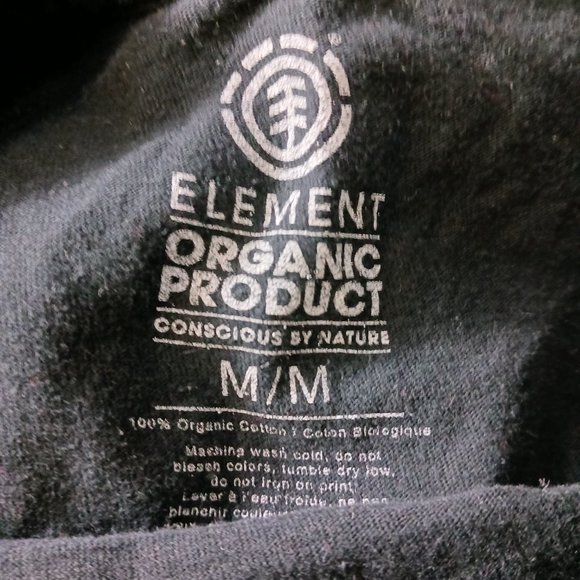 ELEMENT
ORGANIC
PRODUCT
CONSCIOUS BY NATURE
M/M
100% Organic Cotton / Coton Biologique
Machine wash cold, do not
bleach colors, tumble dry low,
do not iron on print.
Laver à l'eau froide, ne pas
blanchir